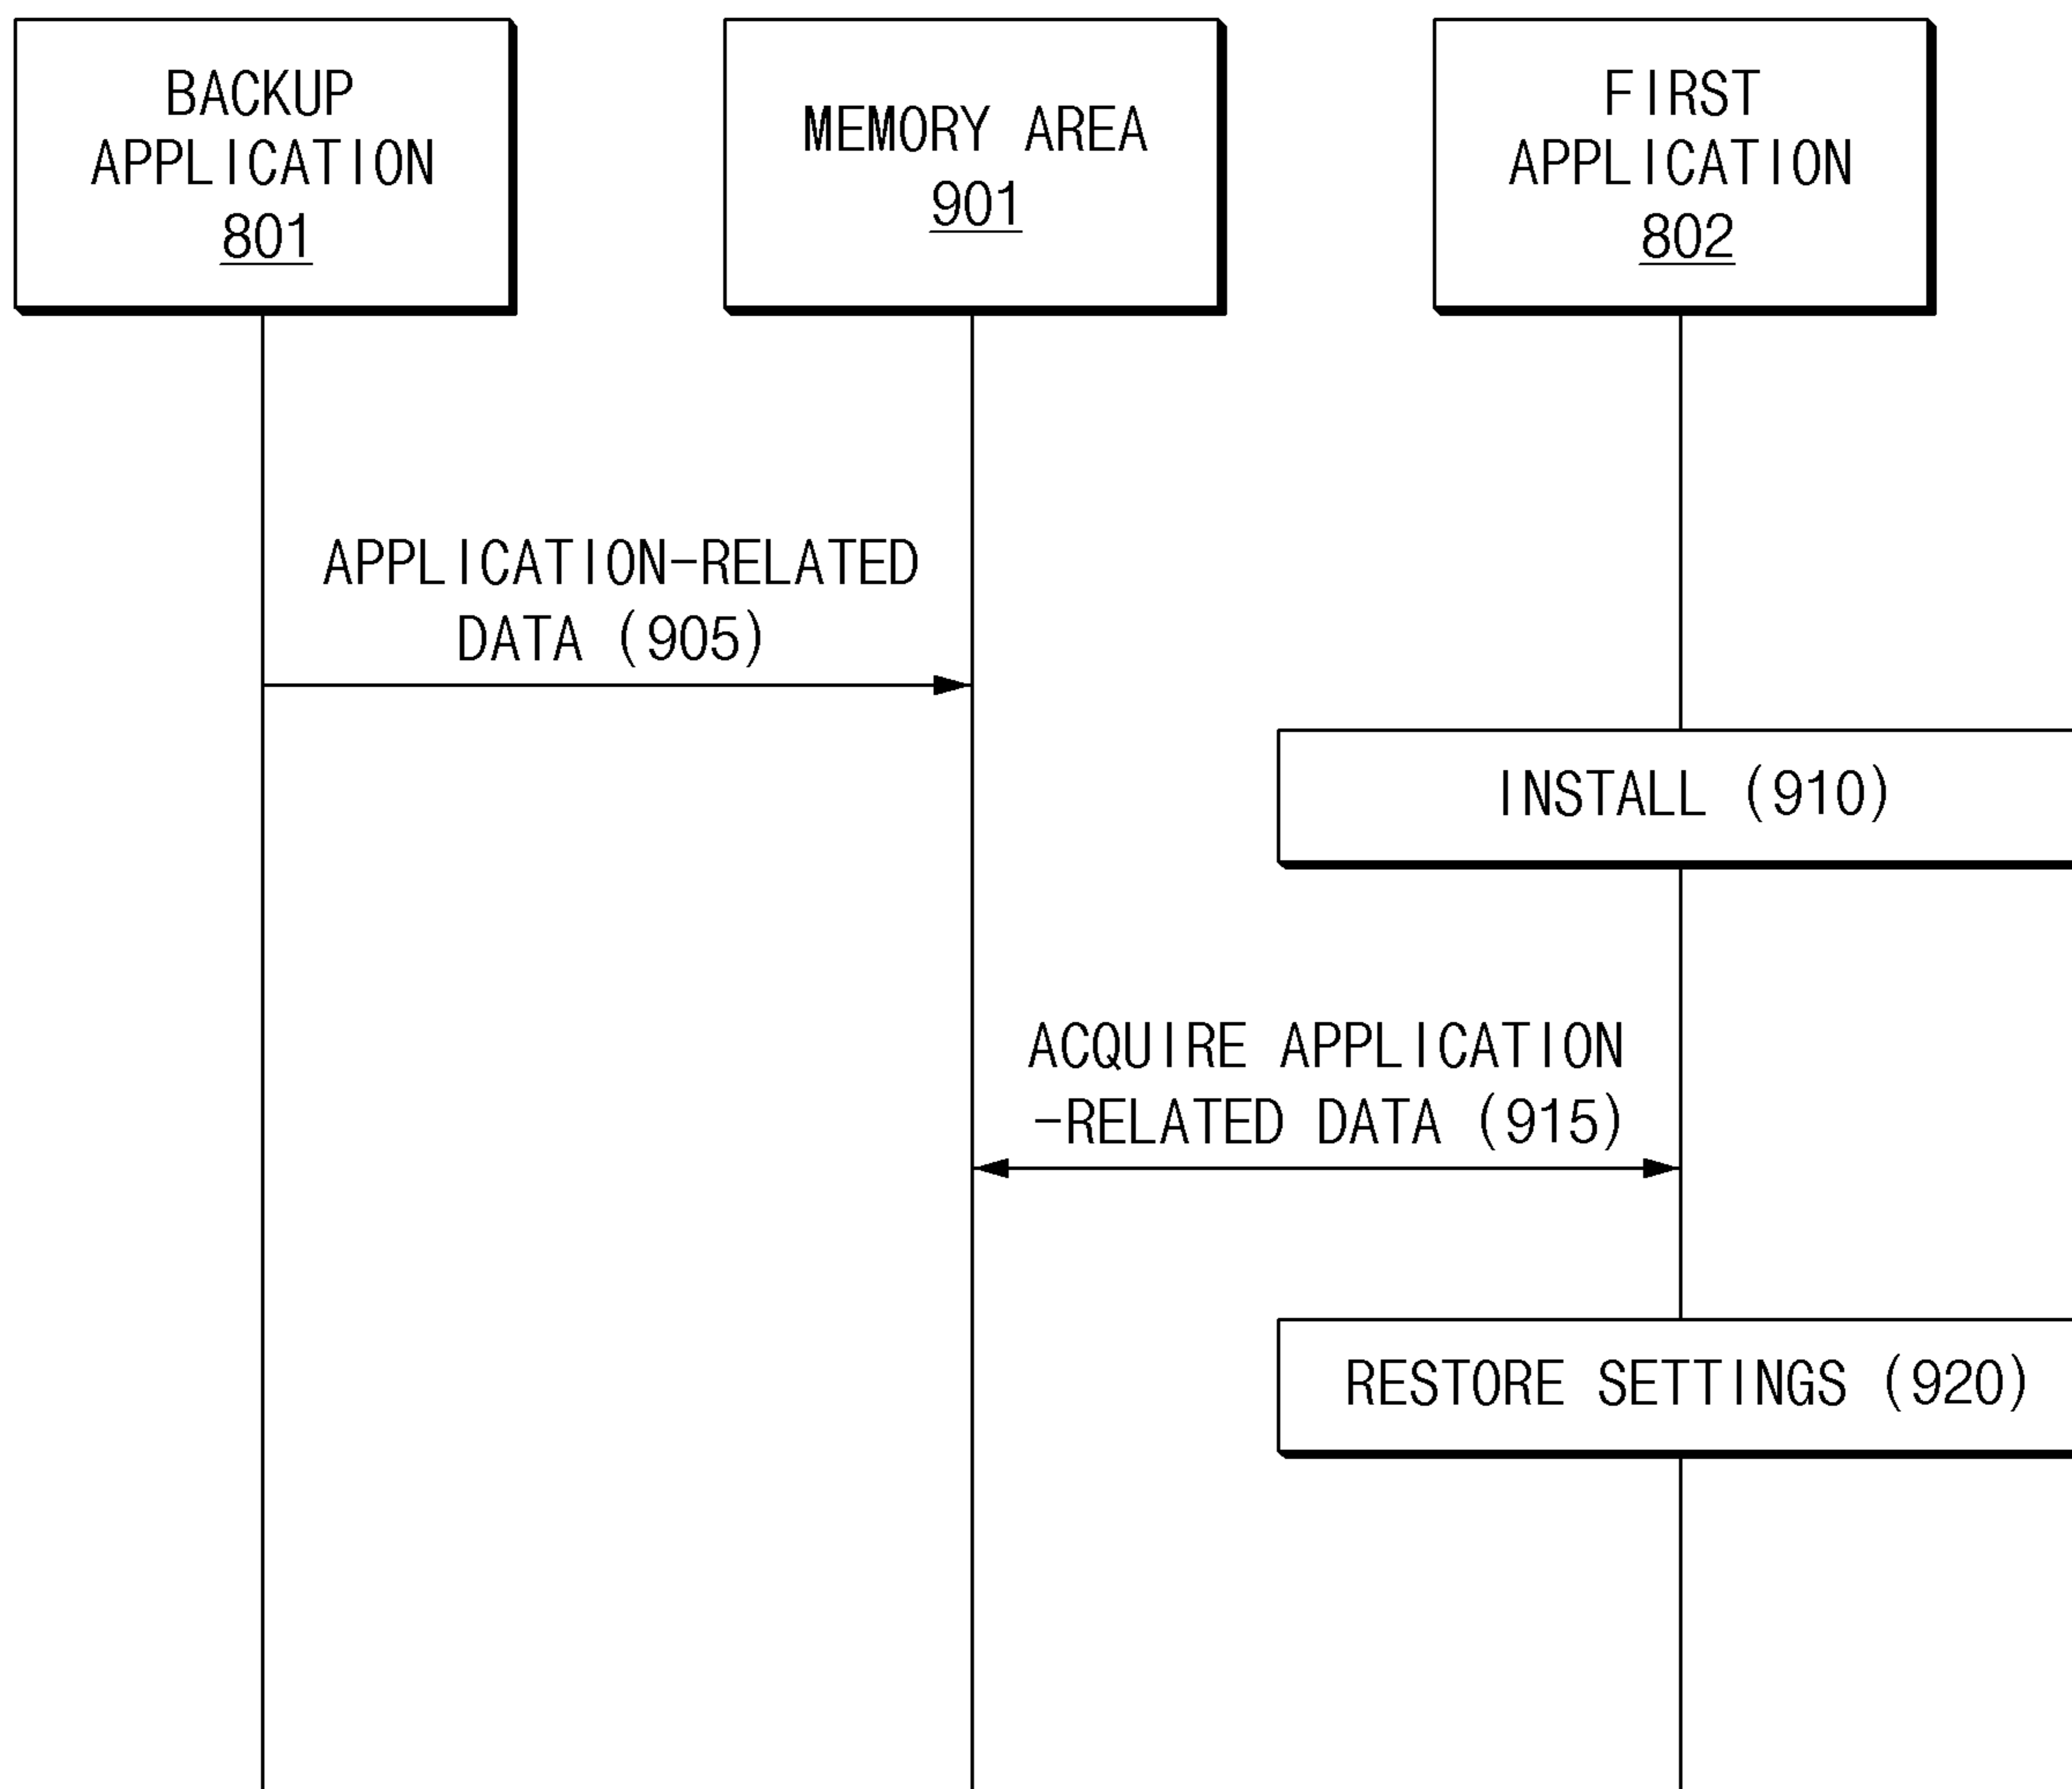 BACKUP
APPLICATION
801
MEMORY AREA
901
FIRST
APPLICATION
802
APPLICATION-RELATED
DATA (905)
INSTALL (910)
ACQUIRE APPLICATION
-RELATED DATA (915)
RESTORE SETTINGS (920)